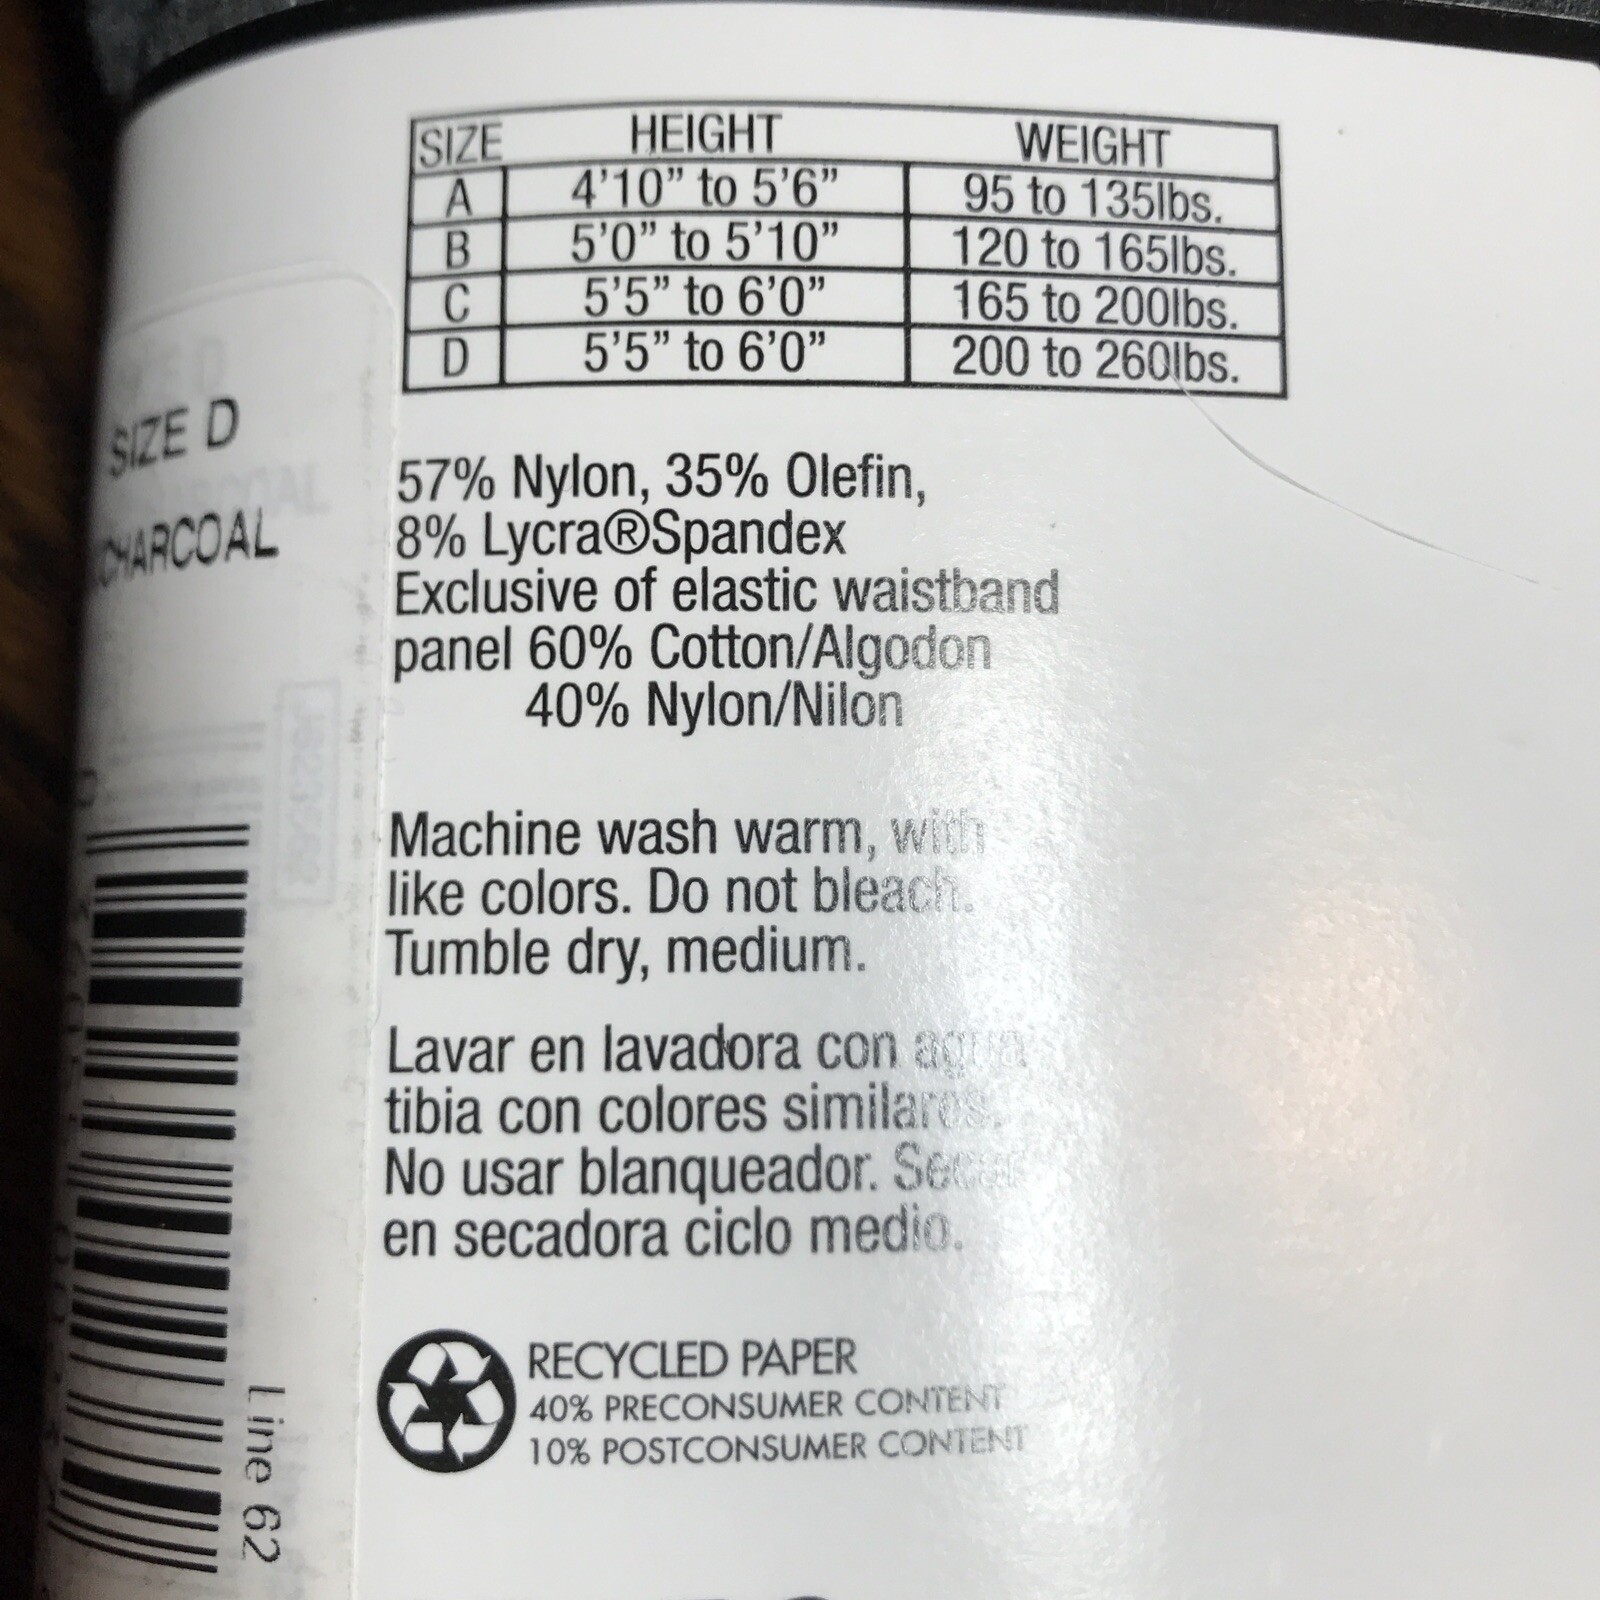 SIZE HEIGHT WEIGHT
A 4'10” to 5'6” 95 to 135lbs.
B 5'0” to 5'10” 120 to 165lbs.
C 5'5” to 6'0” 165 to 200lbs.
D 5'5” to 6'0” 200 to 260lbs.
SIZE D
CHARCOAL
57% Nylon, 35% Olefin,
8% Lycra®Spandex
Exclusive of elastic waistband
panel 60% Cotton/Algodon
40% Nylon/Nilon
Machine wash warm, with
like colors. Do not bleach.
Tumble dry, medium.
Lavar en lavadora con agua
tibia con colores similares.
No usar blanqueador. Secar
en secadora ciclo medio.
RECYCLED PAPER
40% PRECONSUMER CONTENT
10% POSTCONSUMER CONTENT
Line 62